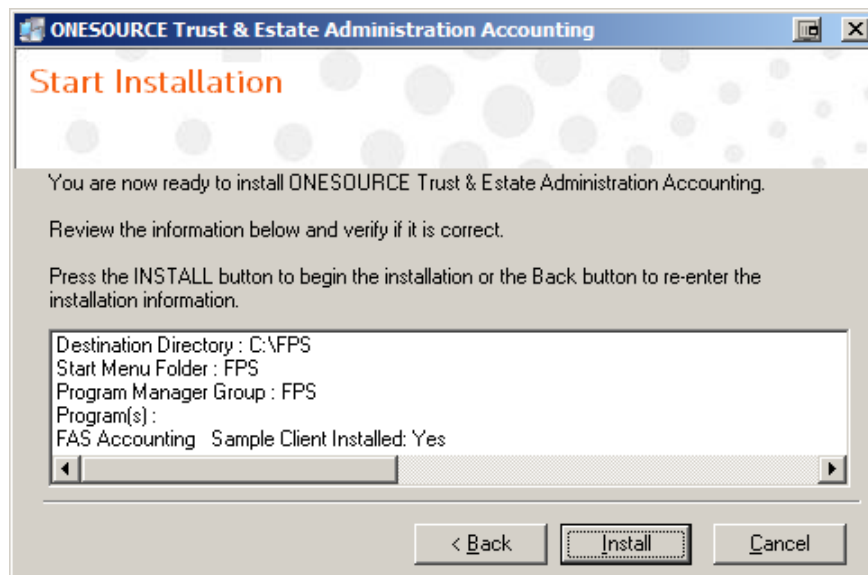 ONESOURCE Trust & Estate Administration Accounting
Start Installation
You are now ready to install ONESOURCE Trust & Estate Administration Accounting.
Review the information below and verify if it is correct.
Press the INSTALL button to begin the installation or the Back button to re-enter the
installation information.
Destination Directory : C:\FPS
Start Menu Folder : FPS
Program Manager Group : FPS
Program(s) :
FAS Accounting   Sample Client Installed: Yes
< Back   Install   Cancel